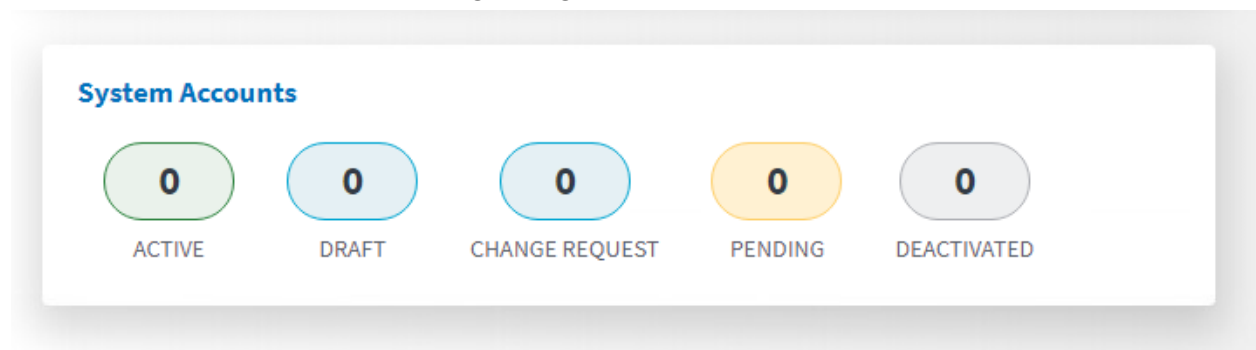 System Accounts
0 0 0 0 0
ACTIVE DRAFT CHANGE REQUEST PENDING DEACTIVATED